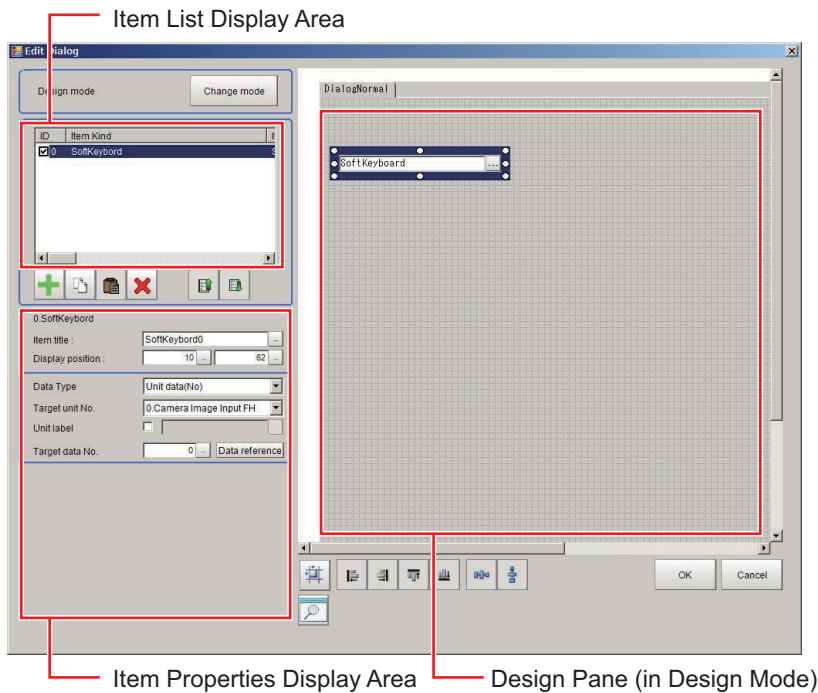 Item List Display Area
Edit Dialog
Design mode
Change mode
DialogNormal
ID Item Kind
0 SoftKeybord
SoftKeyboard ...
0.SoftKeybord
Item title : SoftKeybord0 ...
Display position : 10 ... 62 ...
Data Type Unit data(No)
Target unit No. 0.Camera Image Input FH
Unit label
Target data No. 0 ... Data reference
OK Cancel
Item Properties Display Area
Design Pane (in Design Mode)